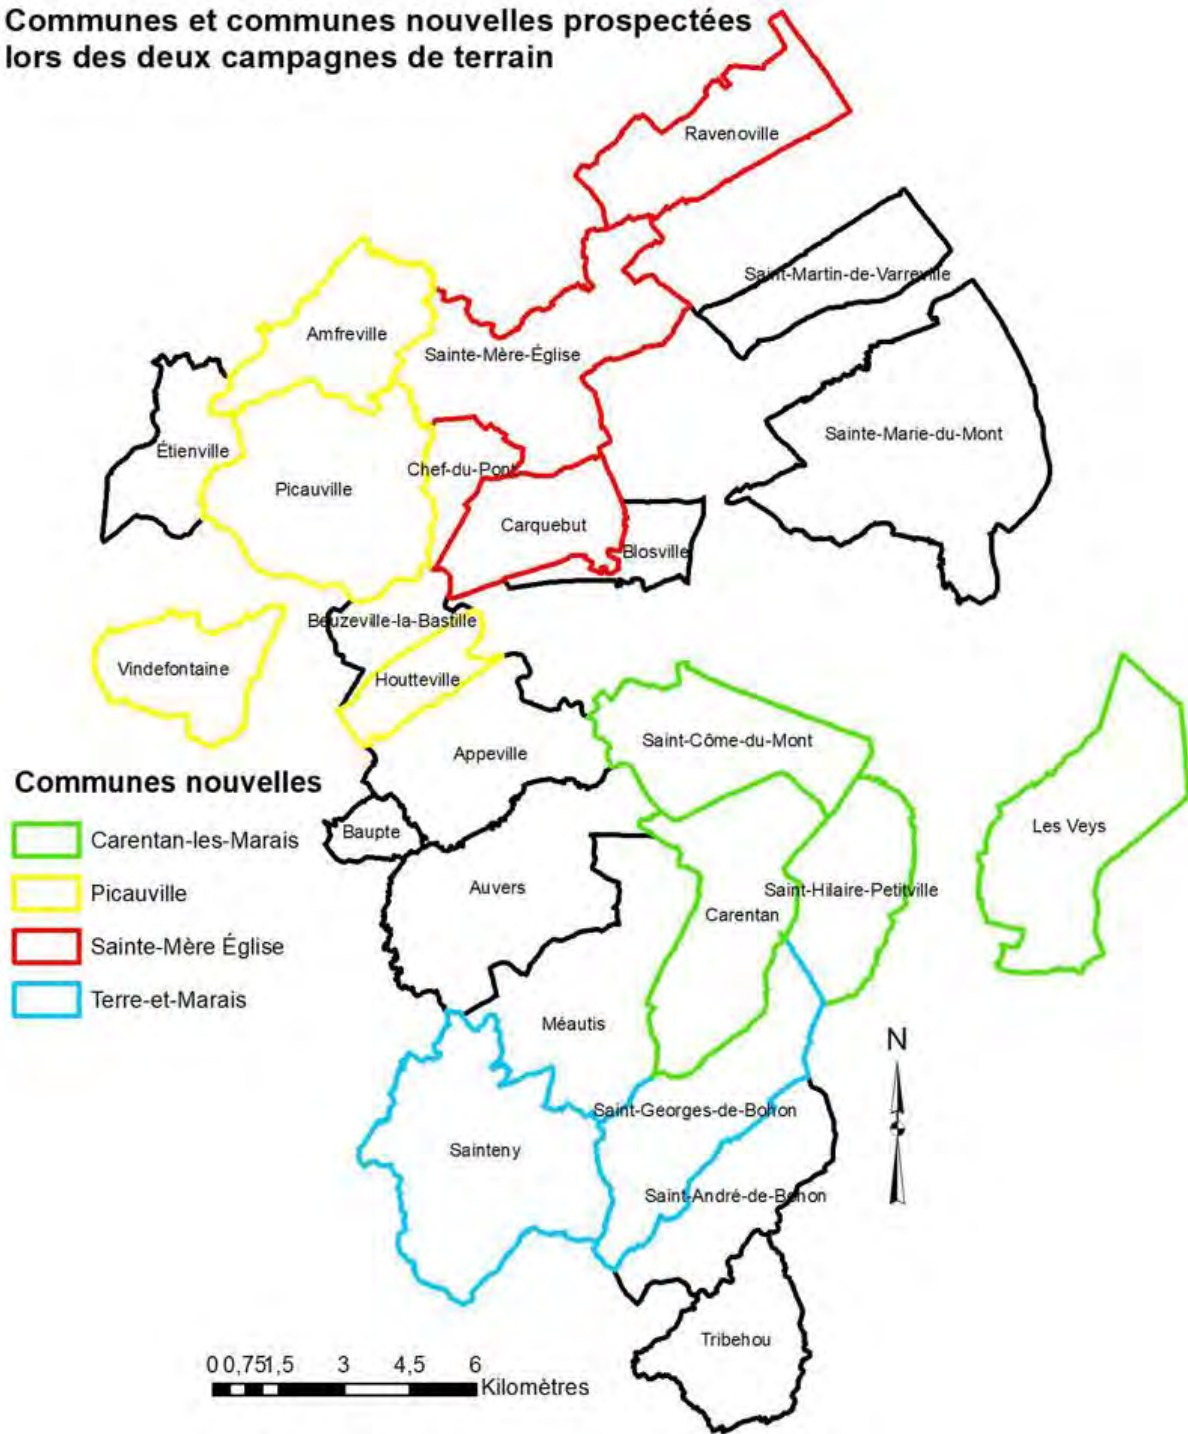 Communes et communes nouvelles prospectées
lors des deux campagnes de terrain
Ravenoville
Saint-Martin-de-Varreville
Amfreville
Sainte-Mère-Église
Sainte-Marie-du-Mont
Étienville
Chef-du-Pont
Picauville
Carquebut
Blosville
Beuzeville-la-Bastille
Vindefontaine
Houtteville
Saint-Côme-du-Mont
Appeville
Communes nouvelles
Carentan-les-Marais
Picauville
Sainte-Mère Église
Terre-et-Marais
Baupte
Les Veys
Auvers
Saint-Hilaire-Petitville
Carentan
Méautis
N
Saint-Georges-de-Bohon
Sainteny
Saint-André-de-Bohon
Tribehou
0 0,75 1,5 3 4,5 6
Kilomètres